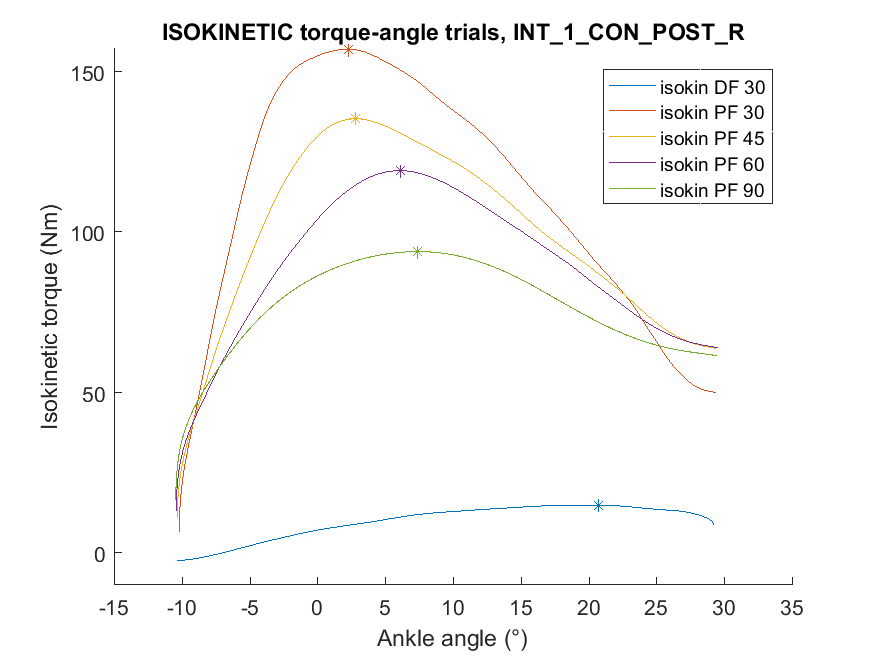 ISOKINETIC torque-angle trials, INT_1_CON_POST_R
isokin DF 30
isokin PF 30
isokin PF 45
isokin PF 60
isokin PF 90
Isokinetic torque (Nm)
150
100
50
0
-15 -10 -5 0 5 10 15 20 25 30 35
Ankle angle (°)